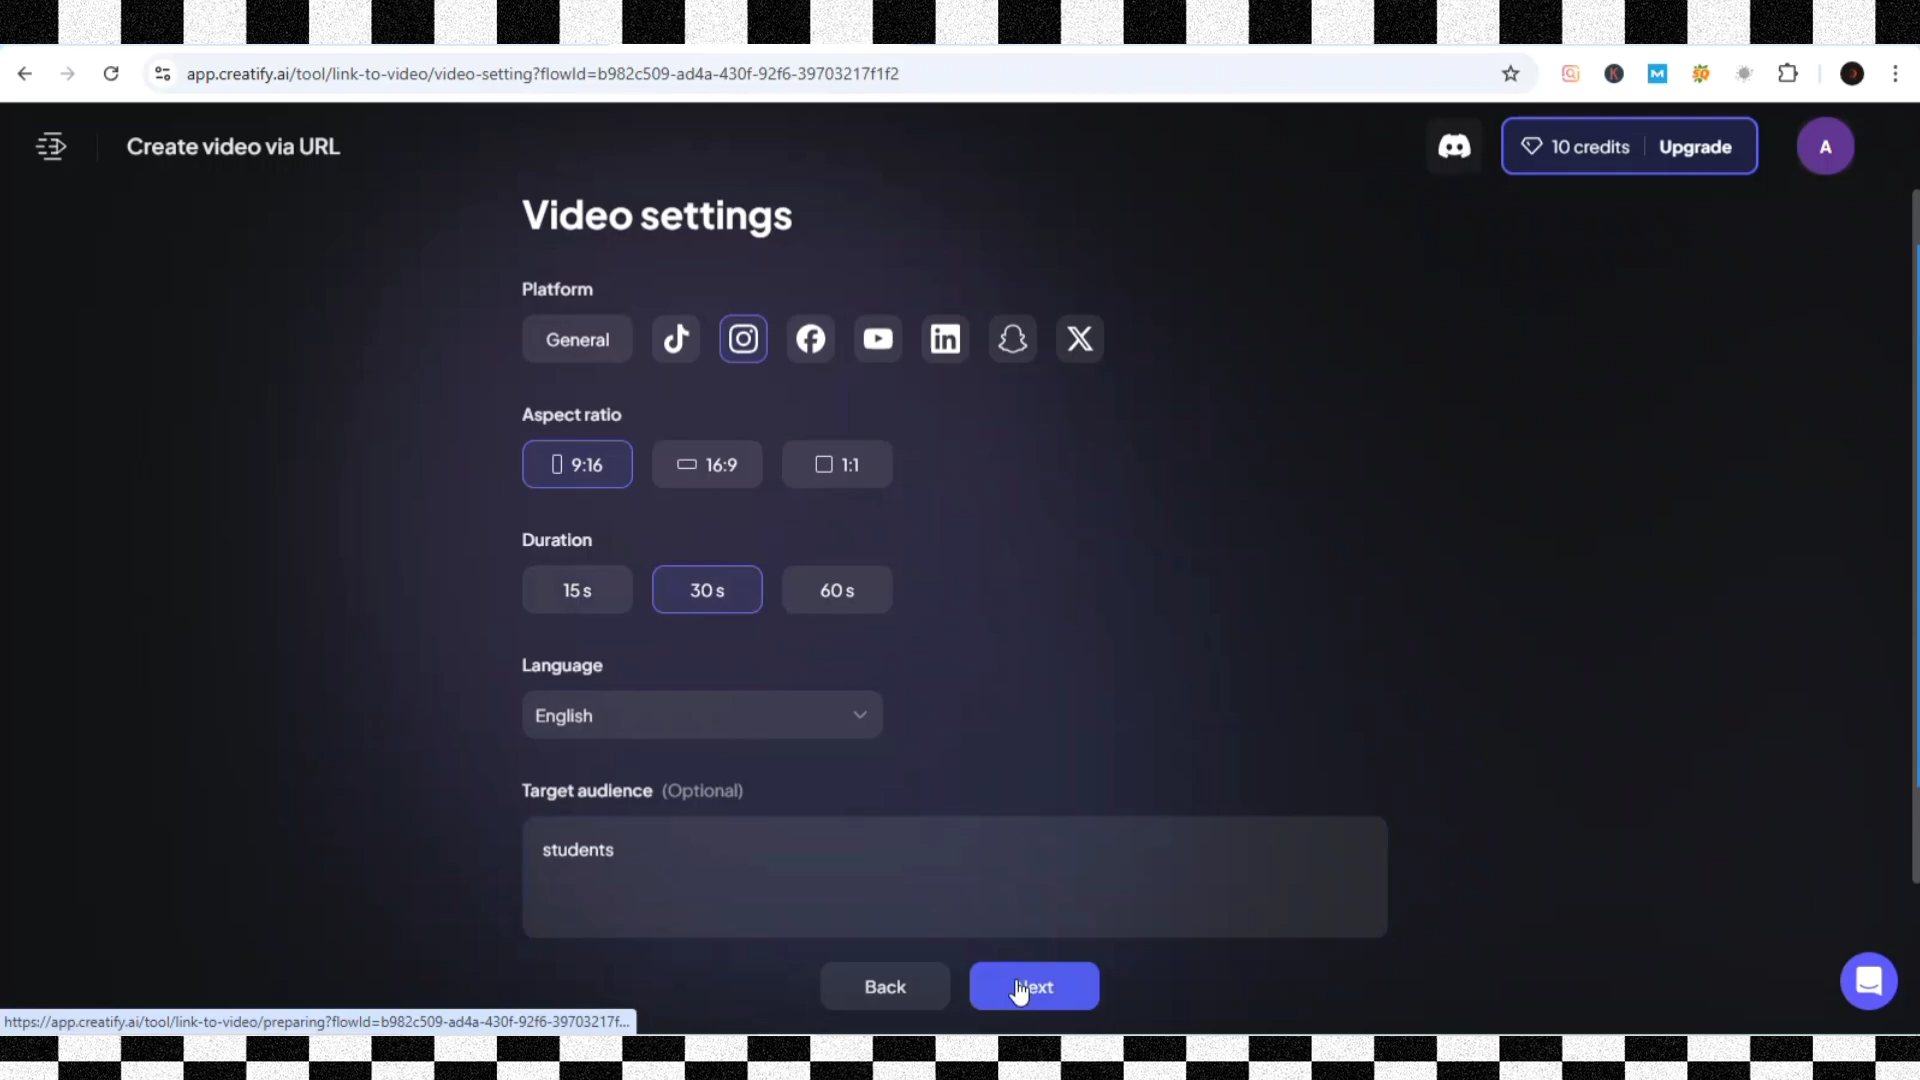 app.creatify.ai/tool/link-to-video/video-setting?flowId=b982c509-ad4a-430f-92f6-39703217f1f2
Create video via URL
10 credits
Upgrade
A
Video settings
Platform
General
Aspect ratio
9:16
16:9
1:1
Duration
15 s
30 s
60 s
Language
English
Target audience (Optional)
students
Back
Next
https://app.creatify.ai/tool/link-to-video/preparing?flowId=b982c509-ad4a-430f-92f6-39703217f...